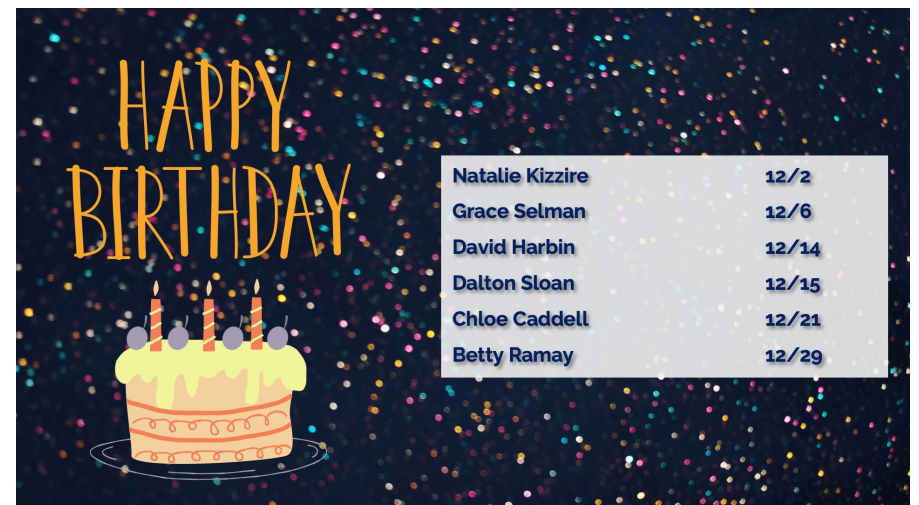 HAPPY
BIRTHDAY
Natalie Kizzire 12/2
Grace Selman 12/6
David Harbin 12/14
Dalton Sloan 12/15
Chloe Caddell 12/21
Betty Ramay 12/29